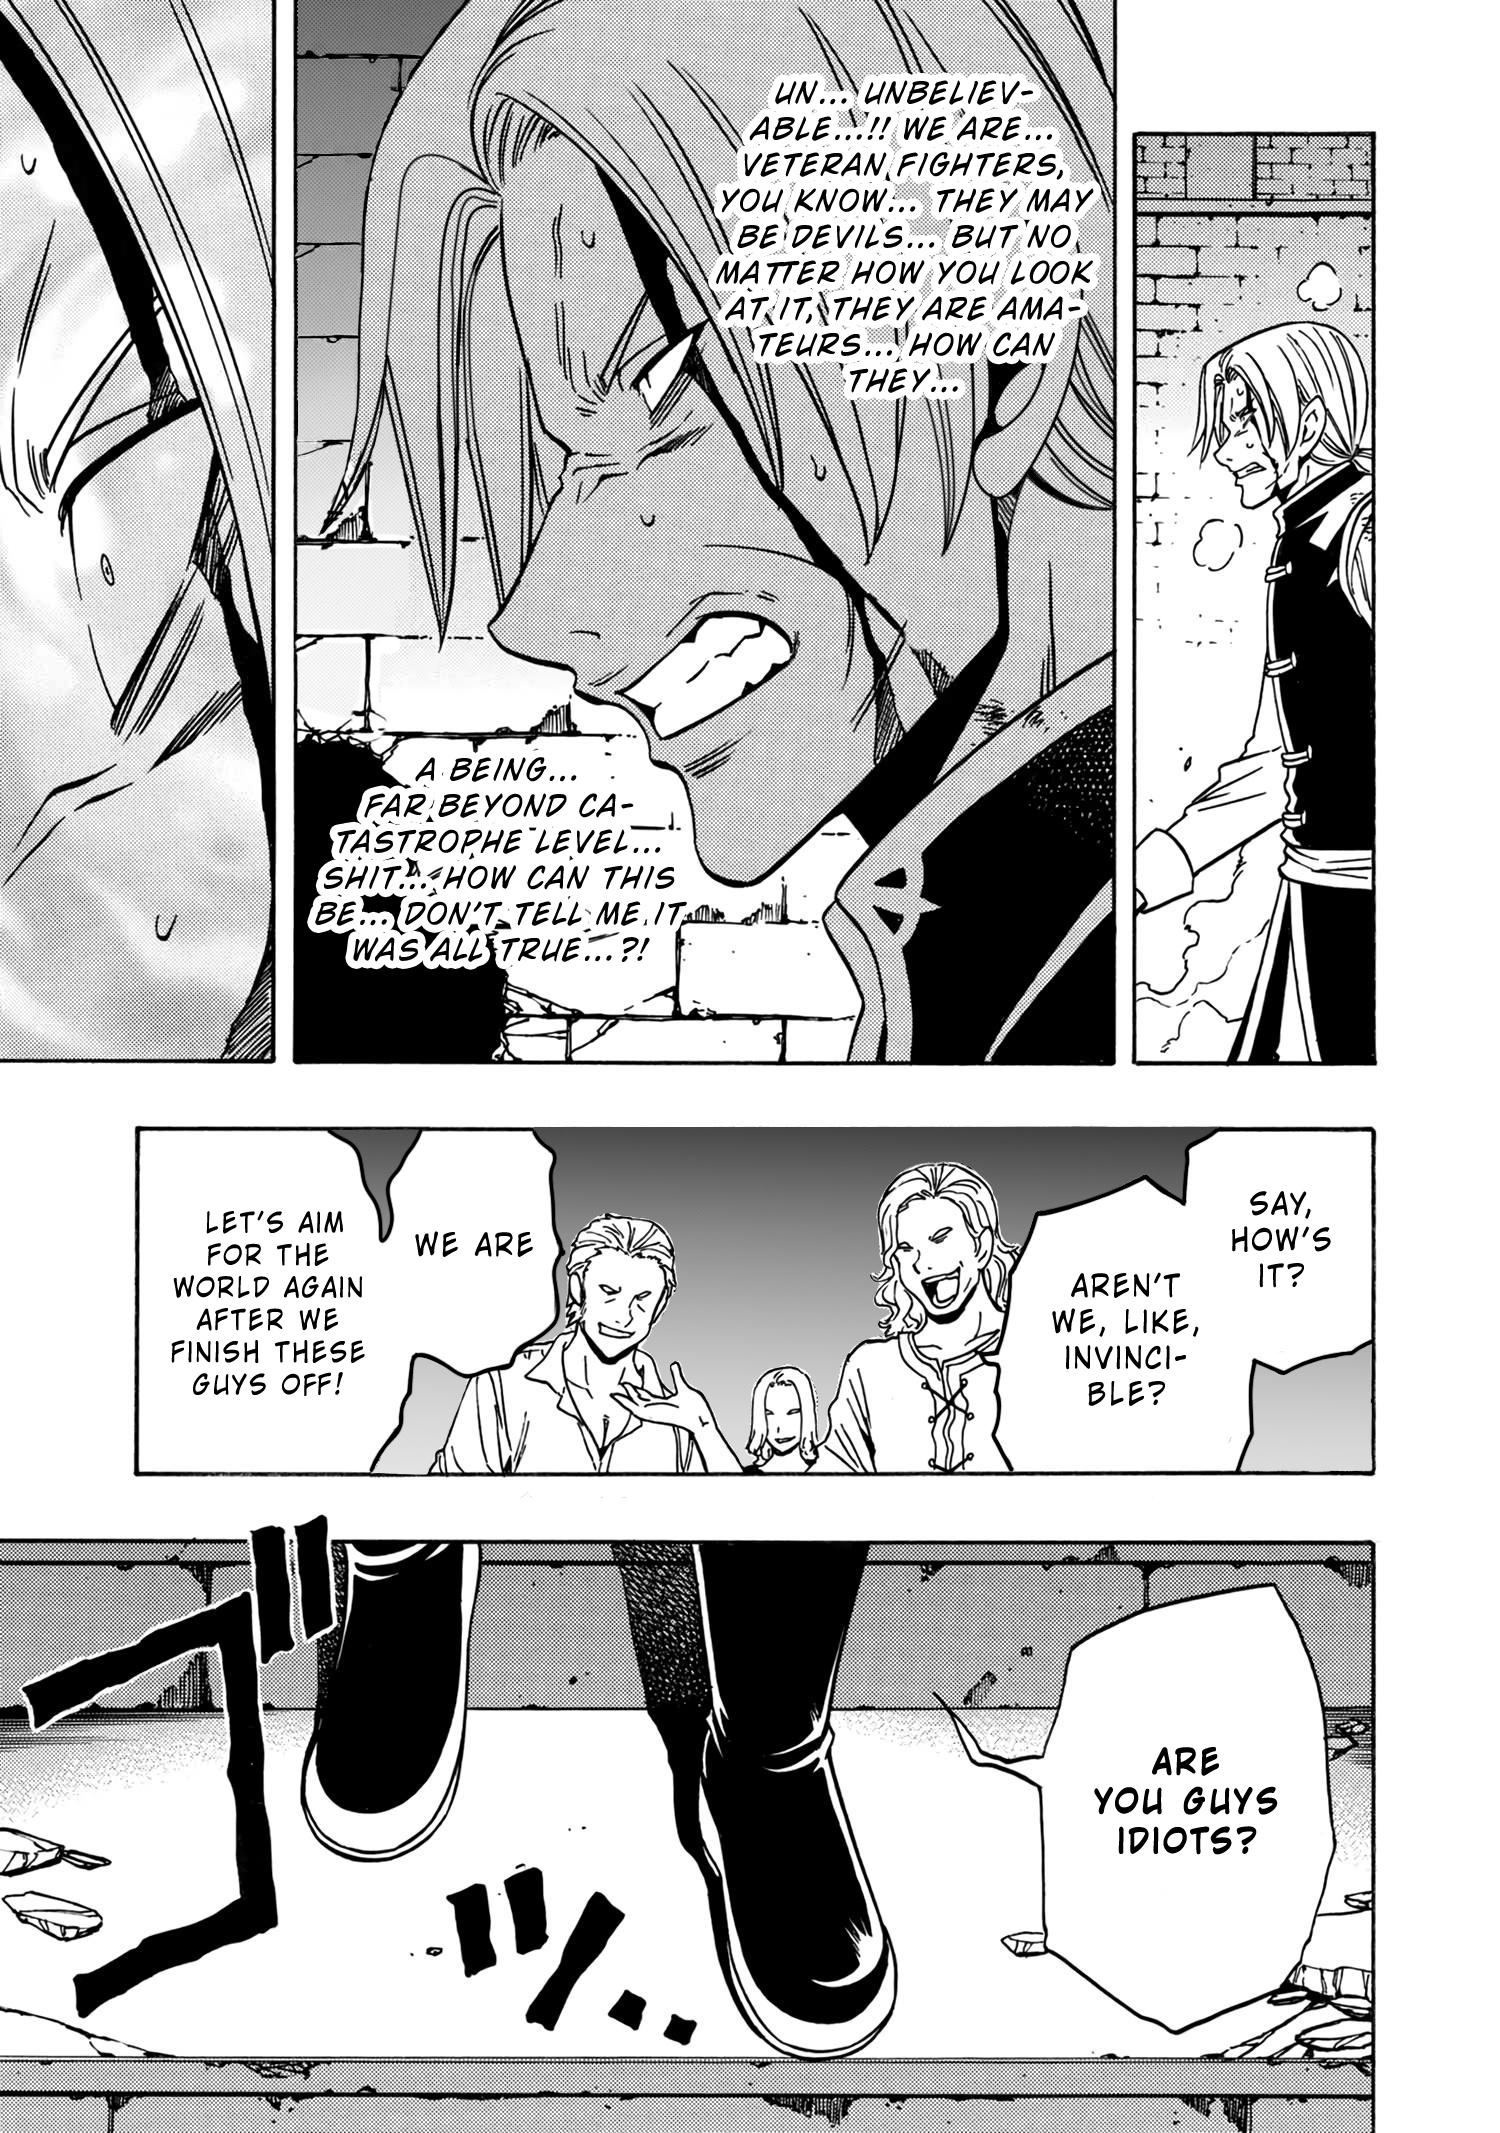 UN... UNBELIEV-
ABLE...!! WE ARE...
VETERAN FIGHTERS,
YOU KNOW... THEY MAY
BE DEVILS... BUT NO
MATTER HOW YOU LOOK
AT IT, THEY ARE AMA-
TEURS... HOW CAN
THEY...
A BEING...
FAR BEYOND CA-
TASTROPHE LEVEL...
SHIT... HOW CAN THIS
BE... DON'T TELL ME IT
WAS ALL TRUE...?!
SAY,
HOW'S
IT?
AREN'T
WE, LIKE,
INVINCI-
BLE?
WE ARE
LET'S AIM
FOR THE
WORLD AGAIN
AFTER WE
FINISH THESE
GUYS OFF!
ARE
YOU GUYS
IDIOTS?
ゴッ..